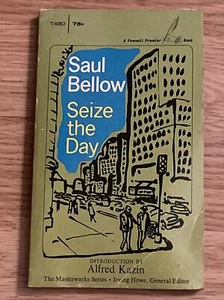 T480 75¢
A Fawcett Premier Book
Saul
Bellow
Seize
the
Day
INTRODUCTION BY
Alfred Kazin
The Masterworks Series • Irving Howe, General Editor